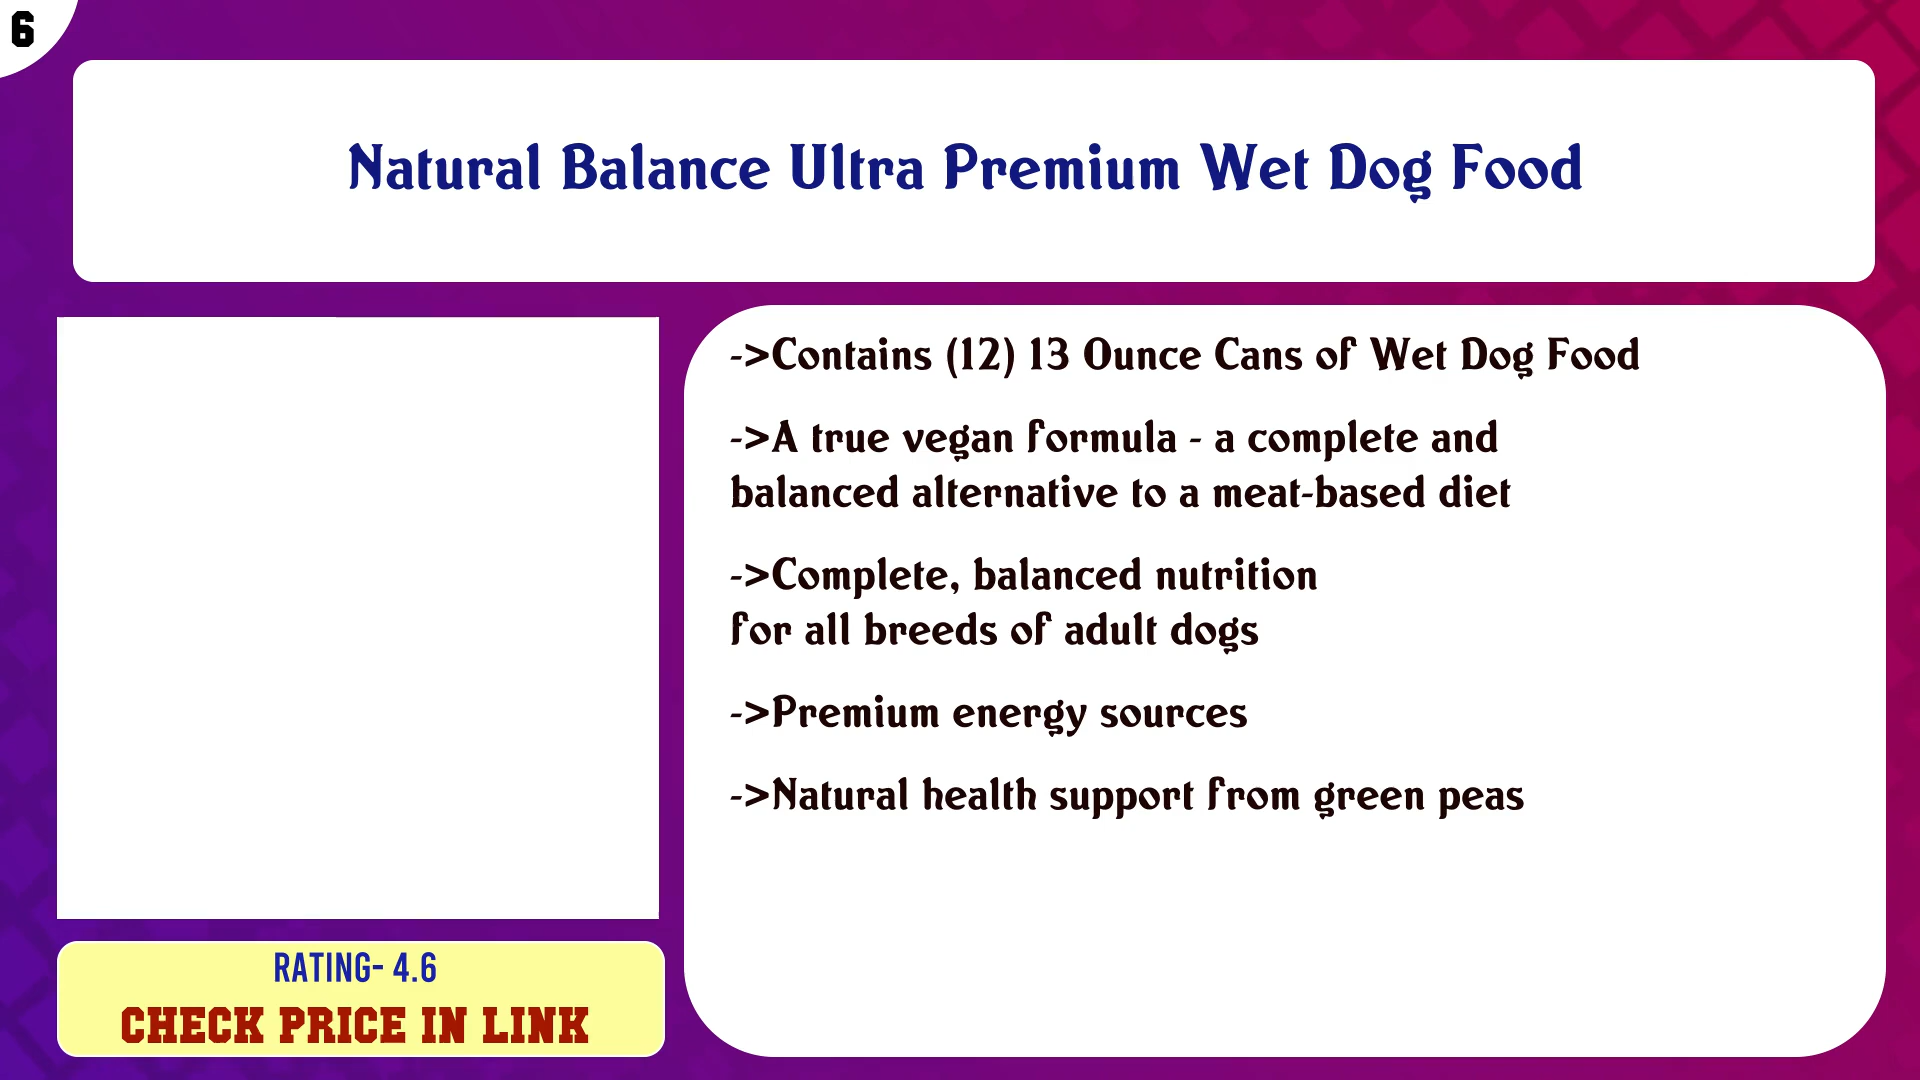 6
Natural Balance Ultra Premium Wet Dog Food
->Contains (12) 13 Ounce Cans of Wet Dog Food
->A true vegan formula - a complete and
balanced alternative to a meat-based diet
->Complete, balanced nutrition
for all breeds of adult dogs
->Premium energy sources
->Natural health support from green peas
RATING- 4.6
CHECK PRICE IN LINK